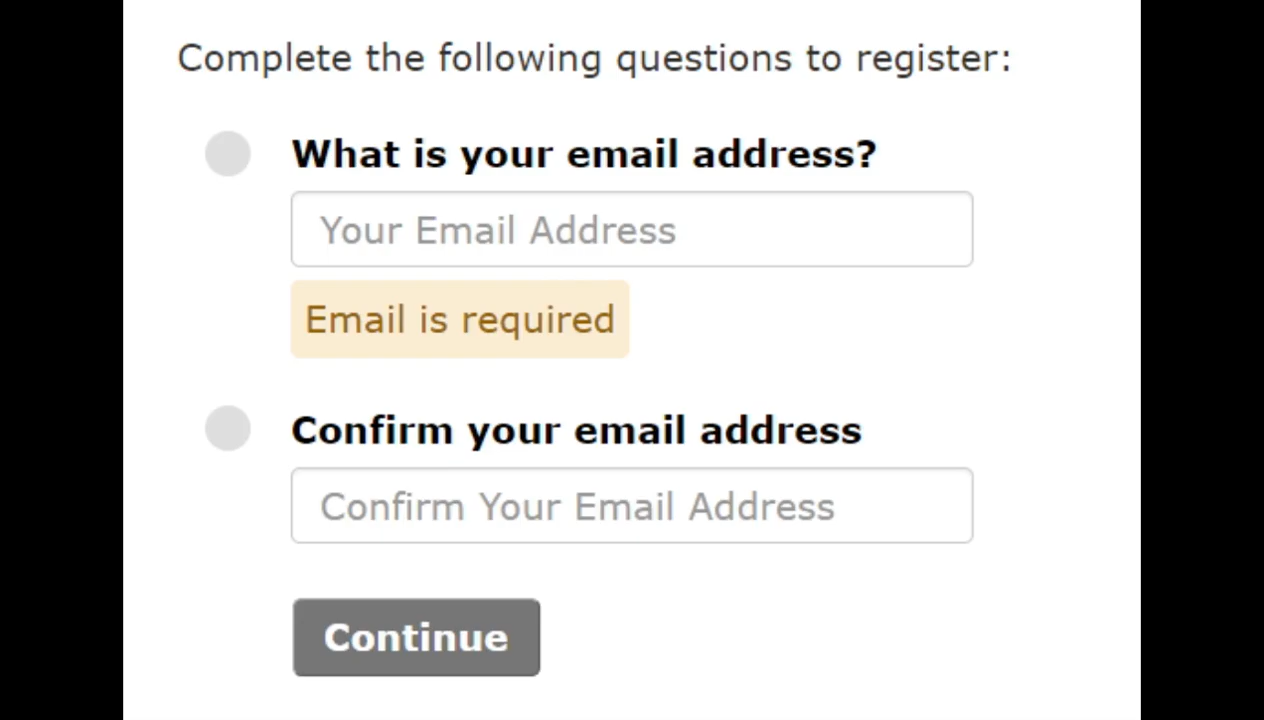 Complete the following questions to register:
What is your email address?
Your Email Address
Email is required
Confirm your email address
Confirm Your Email Address
Continue